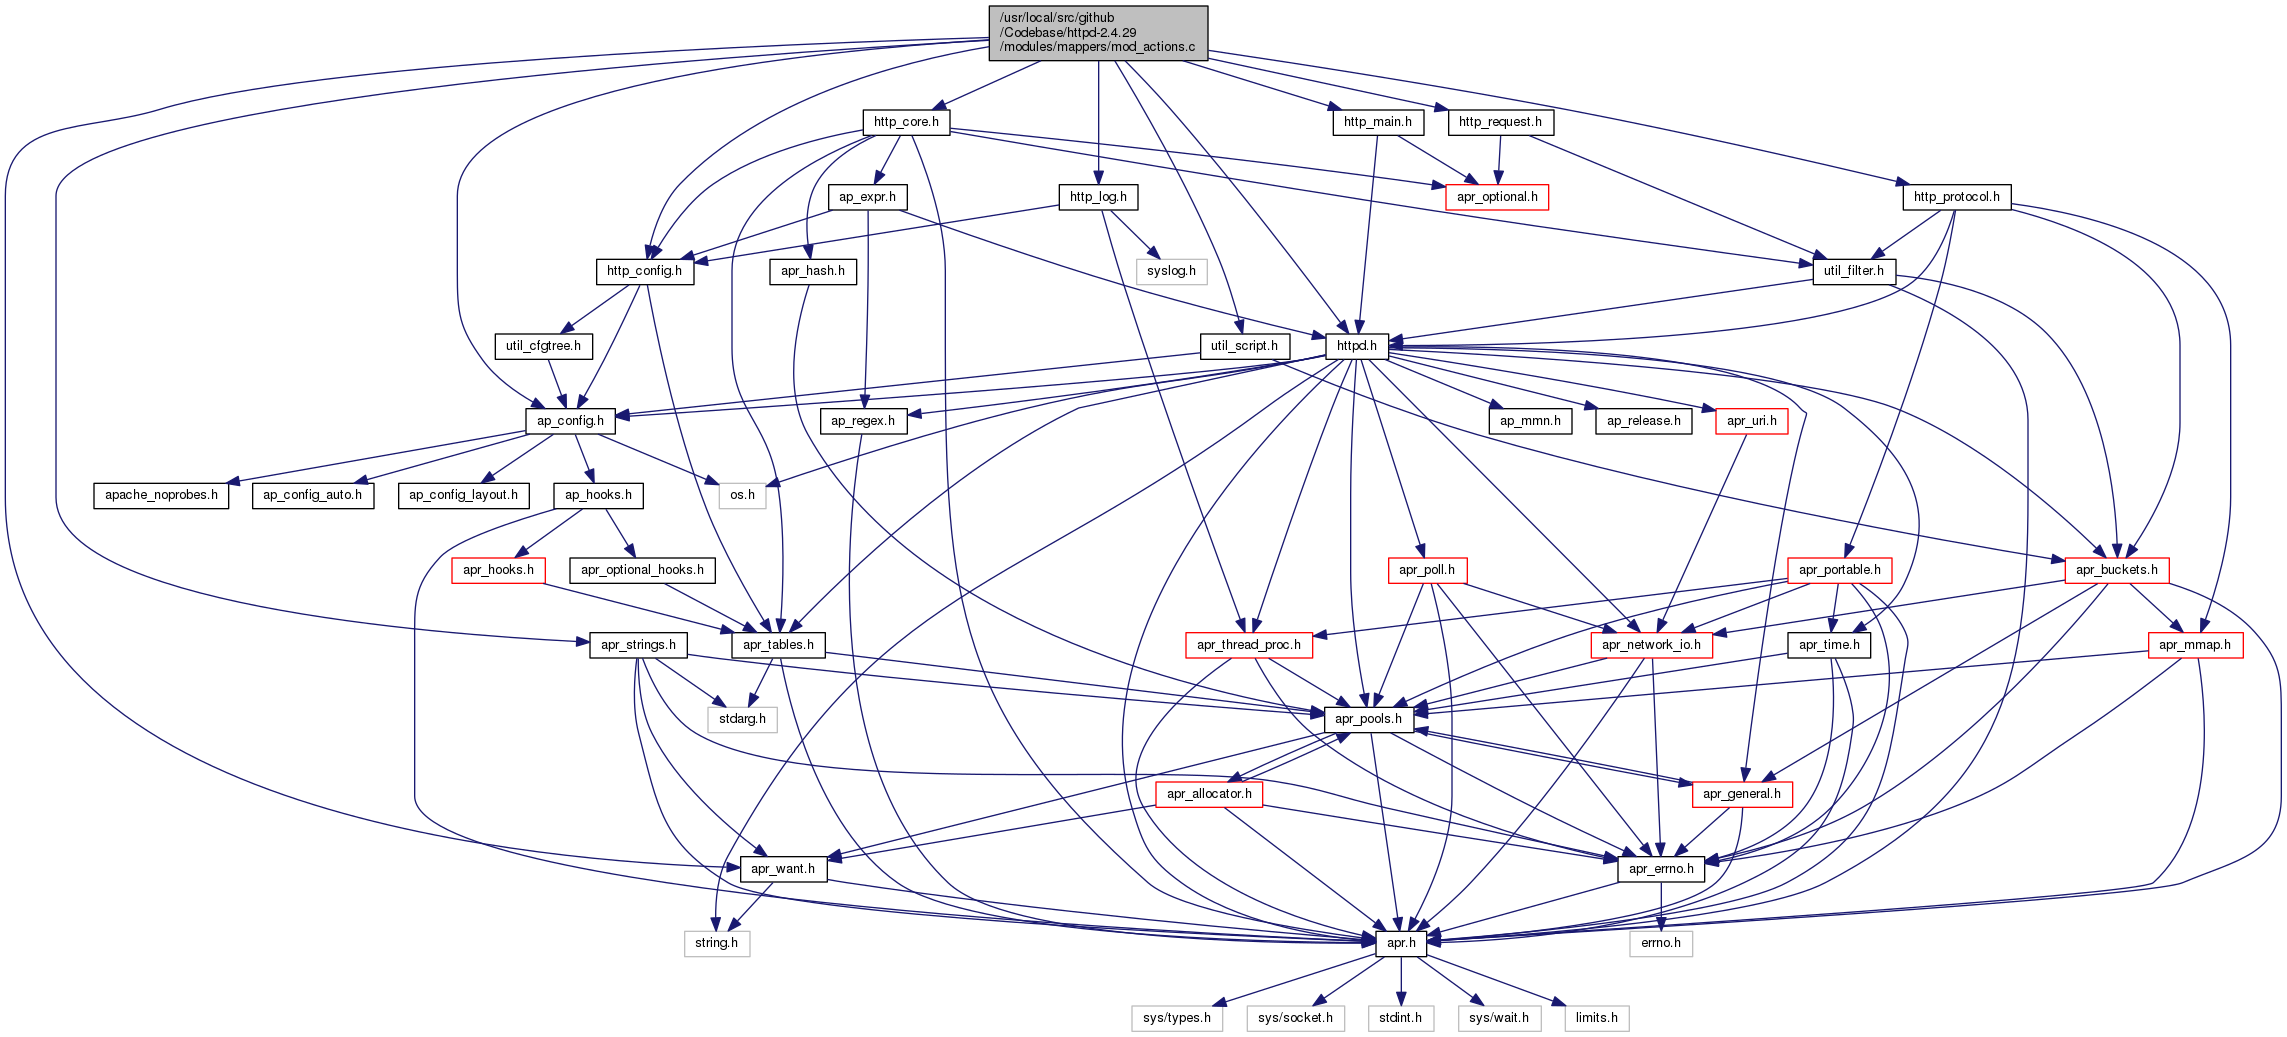 /usr/local/src/github
/Codebase/httpd-2.4.29
/modules/mappers/mod_actions.c
http_core.h
http_main.h
http_request.h
ap_expr.h
http_log.h
apr_optional.h
http_protocol.h
http_config.h
apr_hash.h
syslog.h
util_filter.h
util_cfgtree.h
util_script.h
httpd.h
ap_config.h
ap_regex.h
ap_mmn.h
ap_release.h
apr_uri.h
apache_noprobes.h
ap_config_auto.h
ap_config_layout.h
ap_hooks.h
os.h
apr_hooks.h
apr_optional_hooks.h
apr_poll.h
apr_portable.h
apr_buckets.h
apr_strings.h
apr_tables.h
apr_thread_proc.h
apr_network_io.h
apr_time.h
apr_mmap.h
stdarg.h
apr_pools.h
apr_allocator.h
apr_general.h
apr_want.h
apr_errno.h
string.h
apr.h
errno.h
sys/types.h
sys/socket.h
stdint.h
sys/wait.h
limits.h